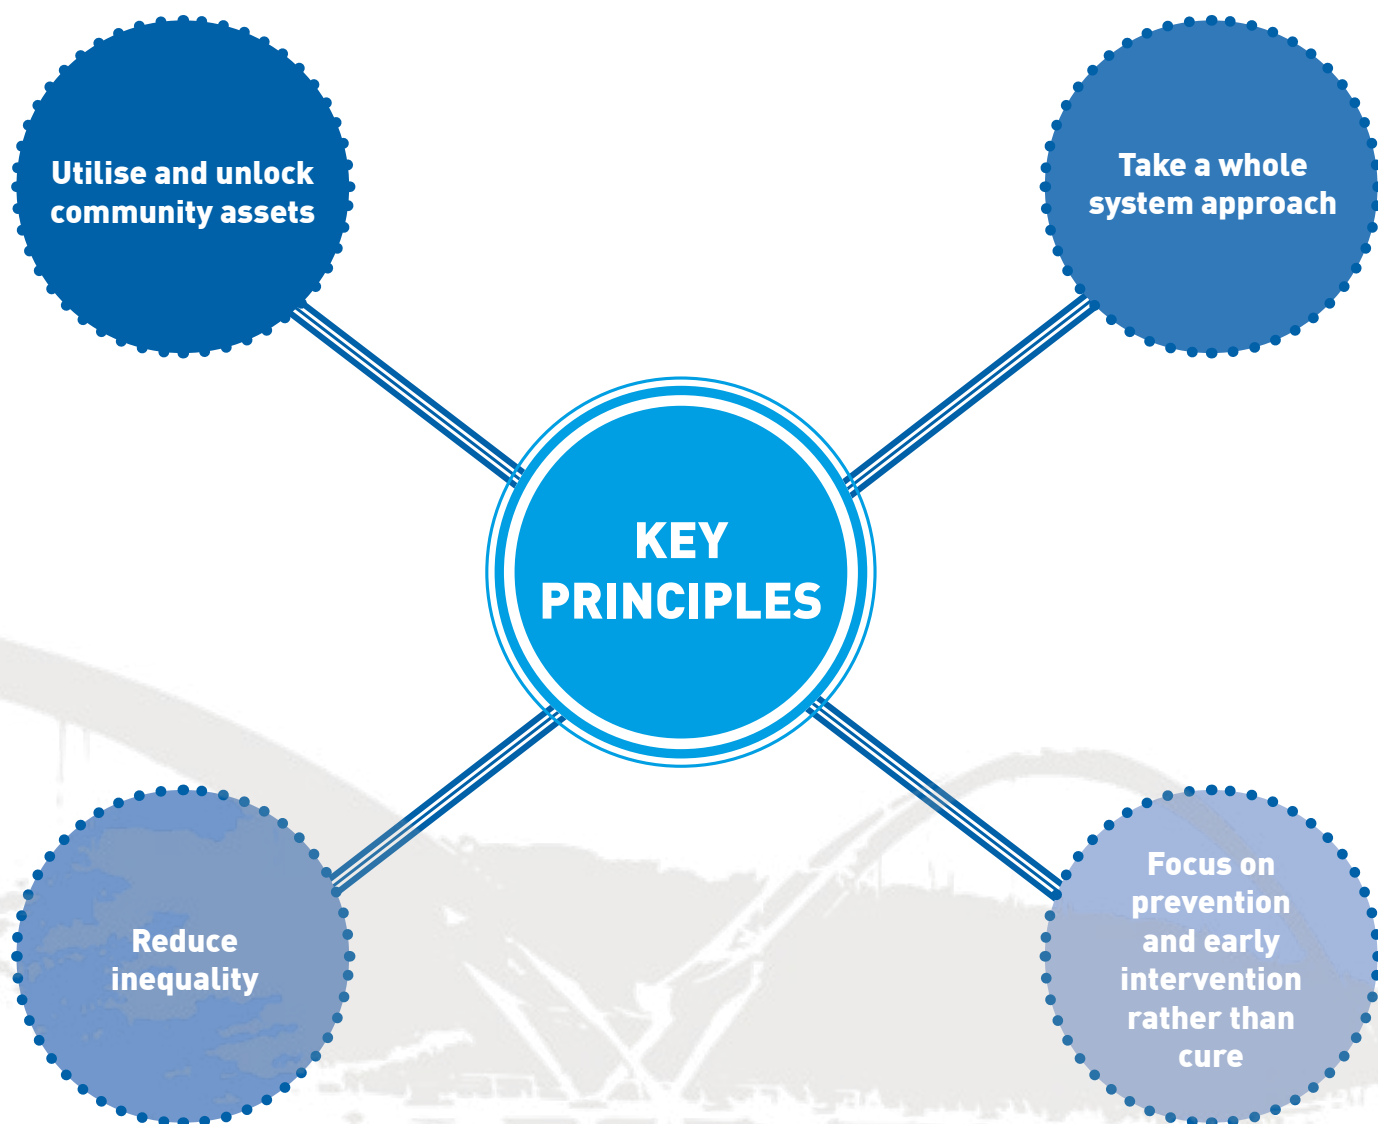 Utilise and unlock
community assets
Take a whole
system approach
KEY
PRINCIPLES
Reduce
inequality
Focus on
prevention
and early
intervention
rather than
cure